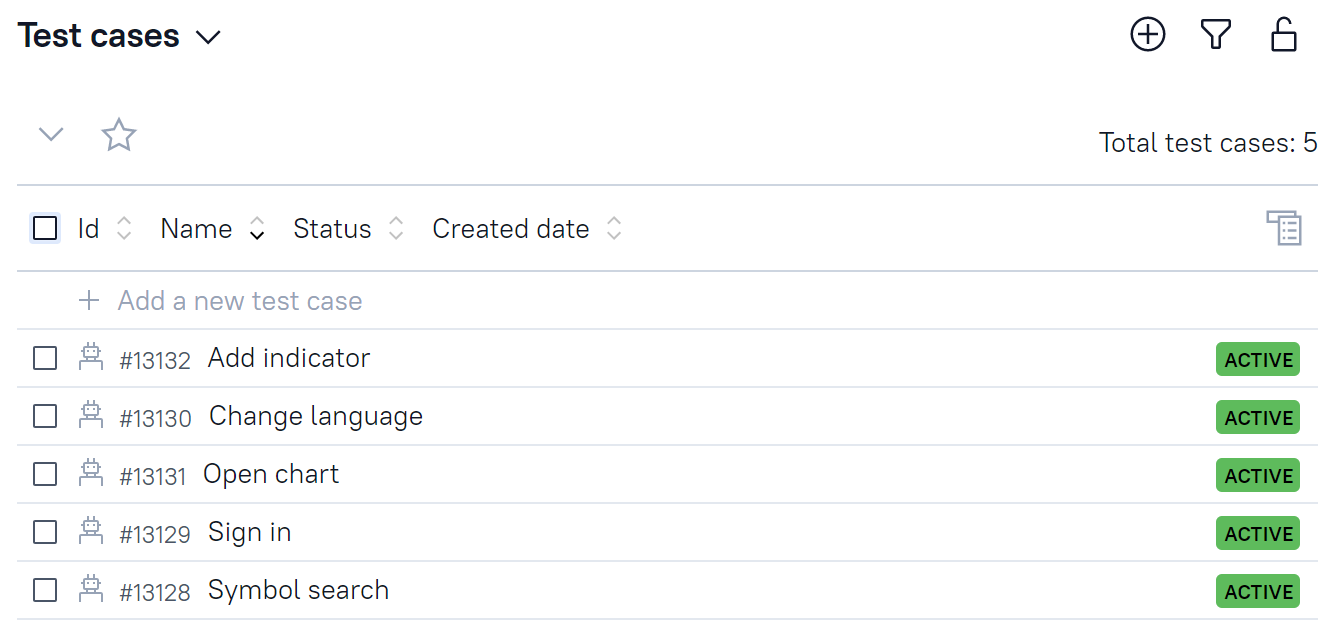 Test cases
Total test cases: 5
Id Name Status Created date
Add a new test case
#13132 Add indicator ACTIVE
#13130 Change language ACTIVE
#13131 Open chart ACTIVE
#13129 Sign in ACTIVE
#13128 Symbol search ACTIVE